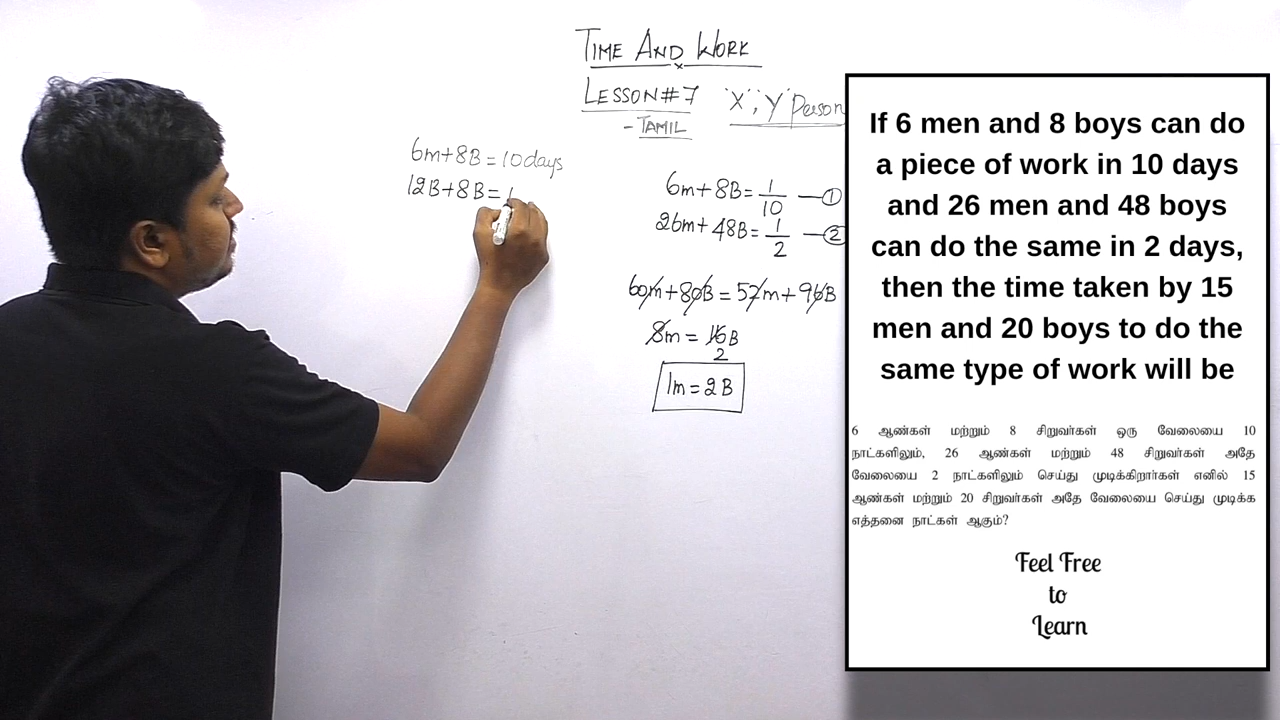 TIME AND WORK
LESSON#7 "X", "Y" Person
- TAMIL
6m+8B=10days
12B+8B=1
6m+8B=1/10 —①
26m+48B=1/2 —②
60m+80B=52m+96B
8m=16B
2
1m=2B
If 6 men and 8 boys can do
a piece of work in 10 days
and 26 men and 48 boys
can do the same in 2 days,
then the time taken by 15
men and 20 boys to do the
same type of work will be
6 ஆண்கள் மற்றும் 8 சிறுவர்கள் ஒரு வேலையை 10
நாட்களிலும், 26 ஆண்கள் மற்றும் 48 சிறுவர்கள் அதே
வேலையை 2 நாட்களிலும் செய்து முடிக்கிறார்கள் எனில் 15
ஆண்கள் மற்றும் 20 சிறுவர்கள் அதே வேலையை செய்து முடிக்க
எத்தனை நாட்கள் ஆகும்?
Feel Free
to
Learn